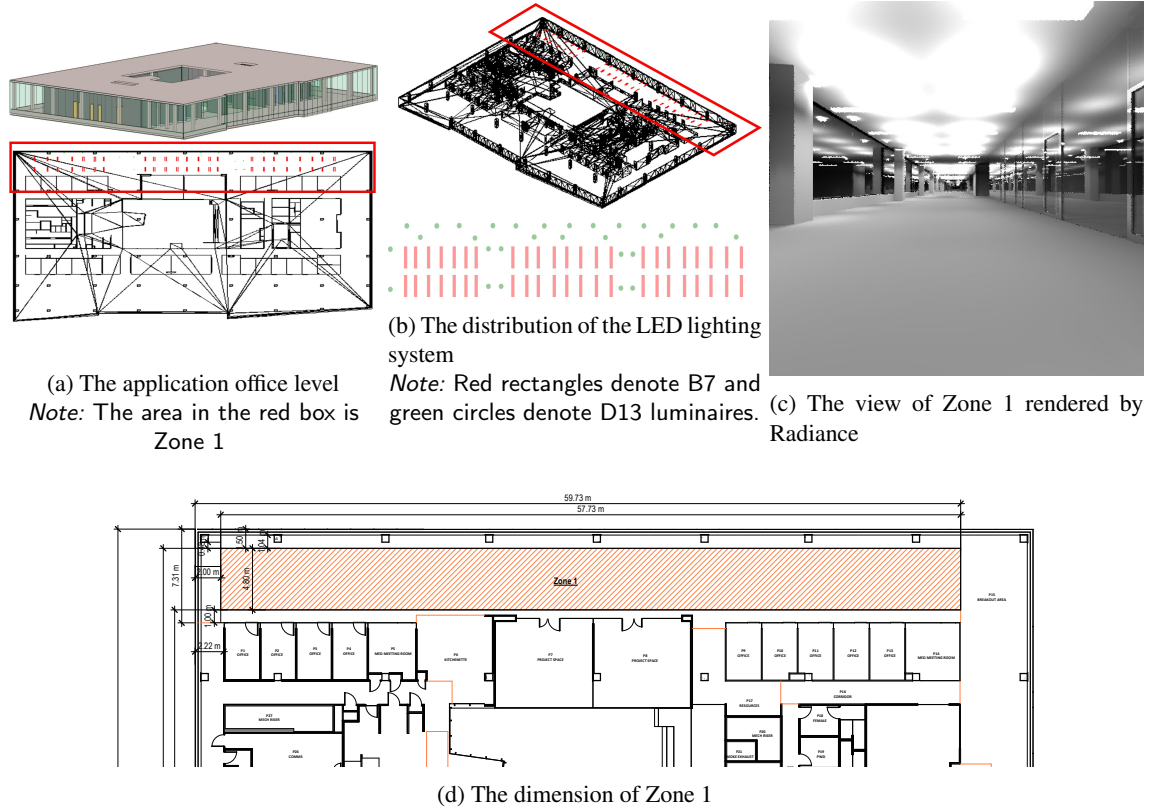 (a) The application office level
Note: The area in the red box is
Zone 1
(b) The distribution of the LED lighting
system
Note: Red rectangles denote B7 and
green circles denote D13 luminaires.
(c) The view of Zone 1 rendered by
Radiance
59.73 m
57.73 m
1.50 m
1.04 m
7.31 m
2.00 m
4.80 m
Zone 1
P15
BREAKOUT AREA
1.00 m
2.22 m
P1
OFFICE
P2
OFFICE
P3
OFFICE
P4
OFFICE
P5
MED MEETING ROOM
P6
KITCHENETTE
P7
PROJECT SPACE
P8
PROJECT SPACE
P9
OFFICE
P10
OFFICE
P11
OFFICE
P12
OFFICE
P13
OFFICE
P14
MED MEETING ROOM
P16
CORRIDOR
P17
RESOURCES
P27
MECH RISER
P18
FEMALE
P20
MECH RISER
P26
COMMS
P21
SMOKE EXHAUST
P19
PWD
(d) The dimension of Zone 1